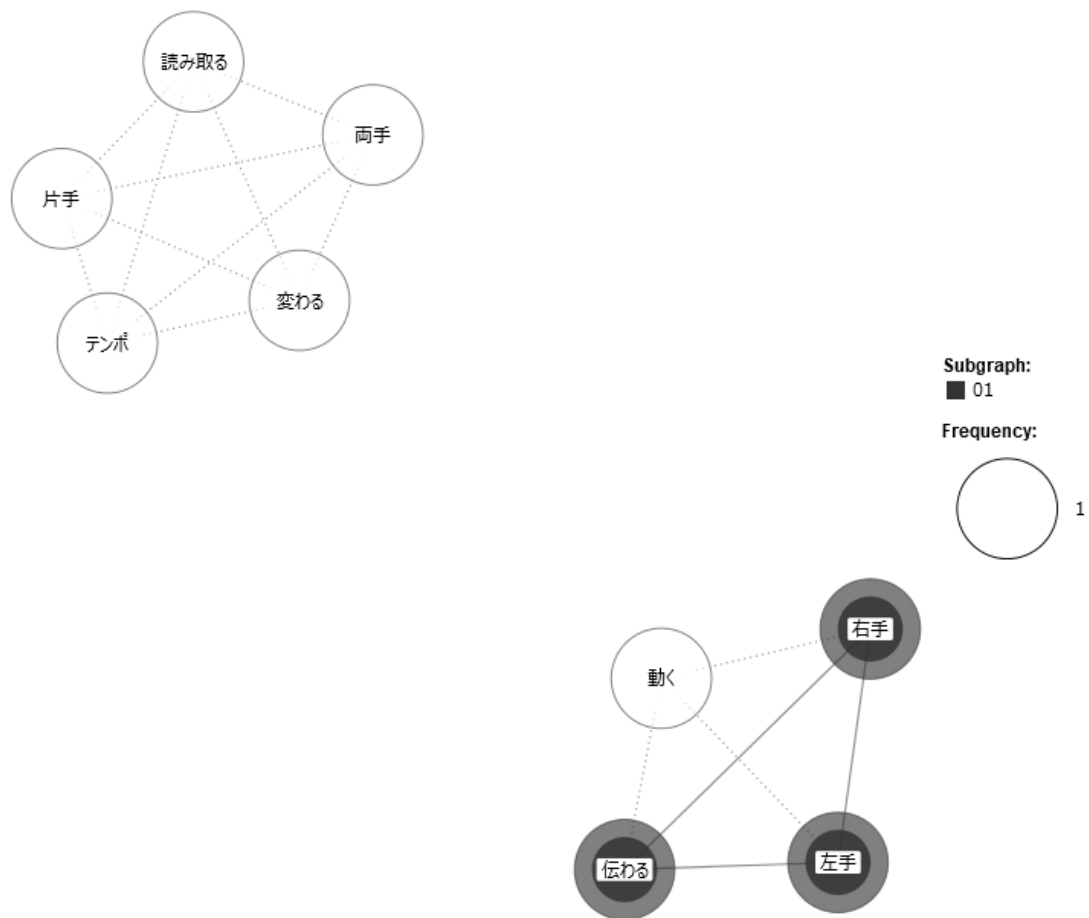 読み取る
両手
片手
変わる
テンポ
Subgraph:
01
Frequency:
1
右手
動く
伝わる
左手